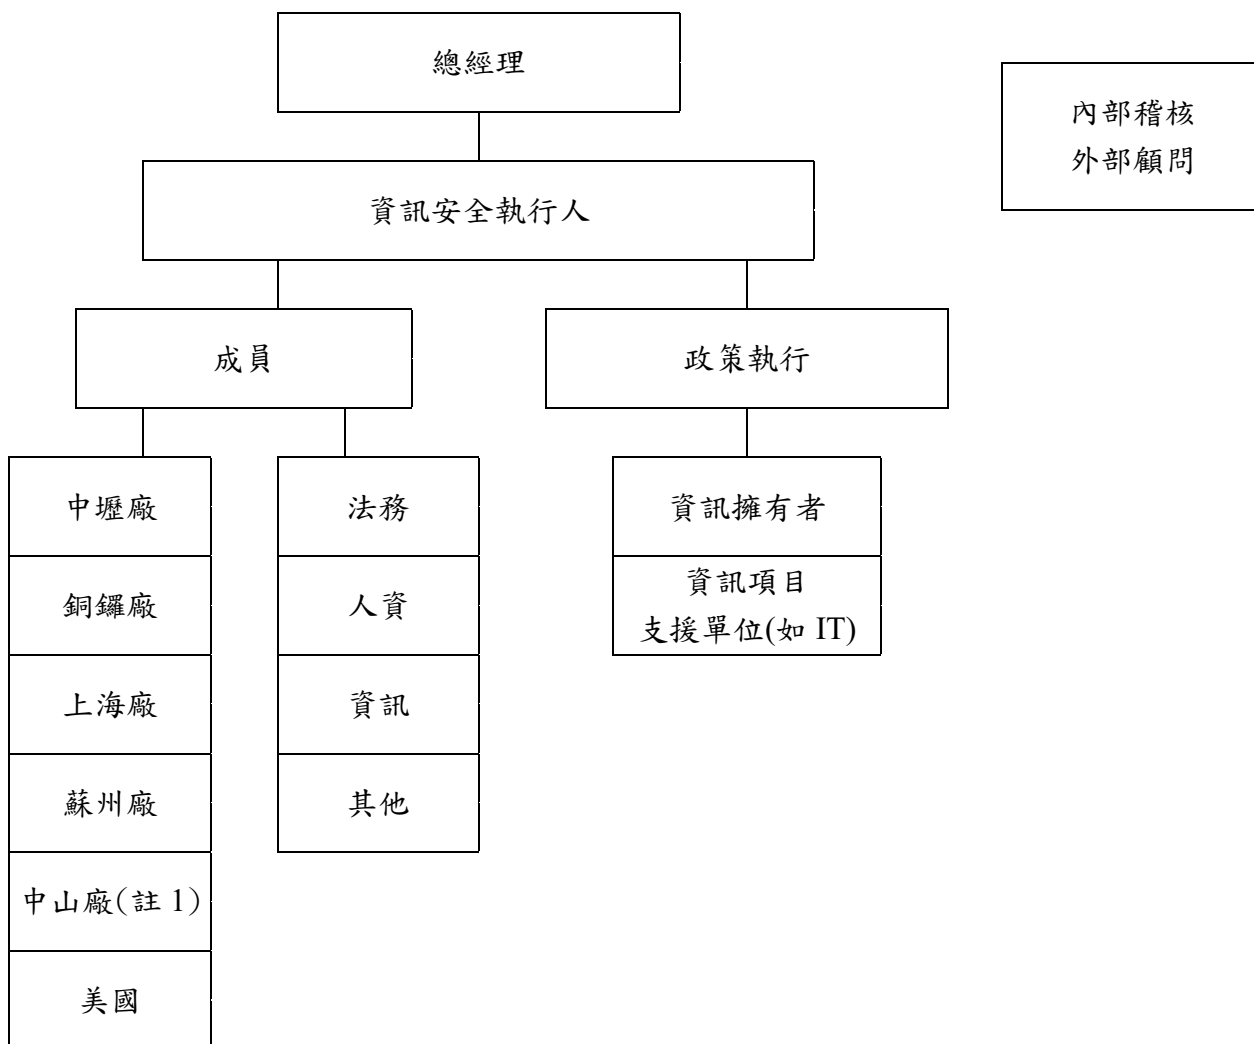 總經理
內部稽核
外部顧問
資訊安全執行人
成員
政策執行
中壢廠
銅鑼廠
上海廠
蘇州廠
中山廠(註 1)
美國
法務
人資
資訊
其他
資訊擁有者
資訊項目
支援單位(如 IT)